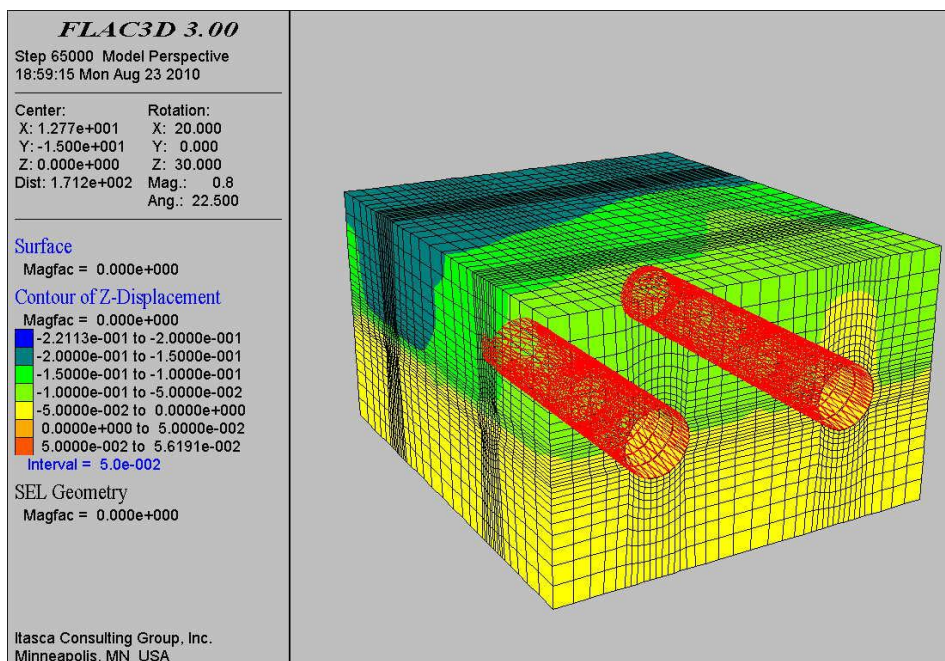 FLAC3D 3.00
Step 65000 Model Perspective
18:59:15 Mon Aug 23 2010
Center: Rotation:
X: 1.277e+001 X: 20.000
Y: -1.500e+001 Y: 0.000
Z: 0.000e+000 Z: 30.000
Dist: 1.712e+002 Mag.: 0.8
Ang.: 22.500
Surface
Magfac = 0.000e+000
Contour of Z-Displacement
Magfac = 0.000e+000
-2.2113e-001 to -2.0000e-001
-2.0000e-001 to -1.5000e-001
-1.5000e-001 to -1.0000e-001
-1.0000e-001 to -5.0000e-002
-5.0000e-002 to 0.0000e+000
0.0000e+000 to 5.0000e-002
5.0000e-002 to 5.6191e-002
Interval = 5.0e-002
SEL Geometry
Magfac = 0.000e+000
Itasca Consulting Group, Inc.
Minneapolis, MN USA